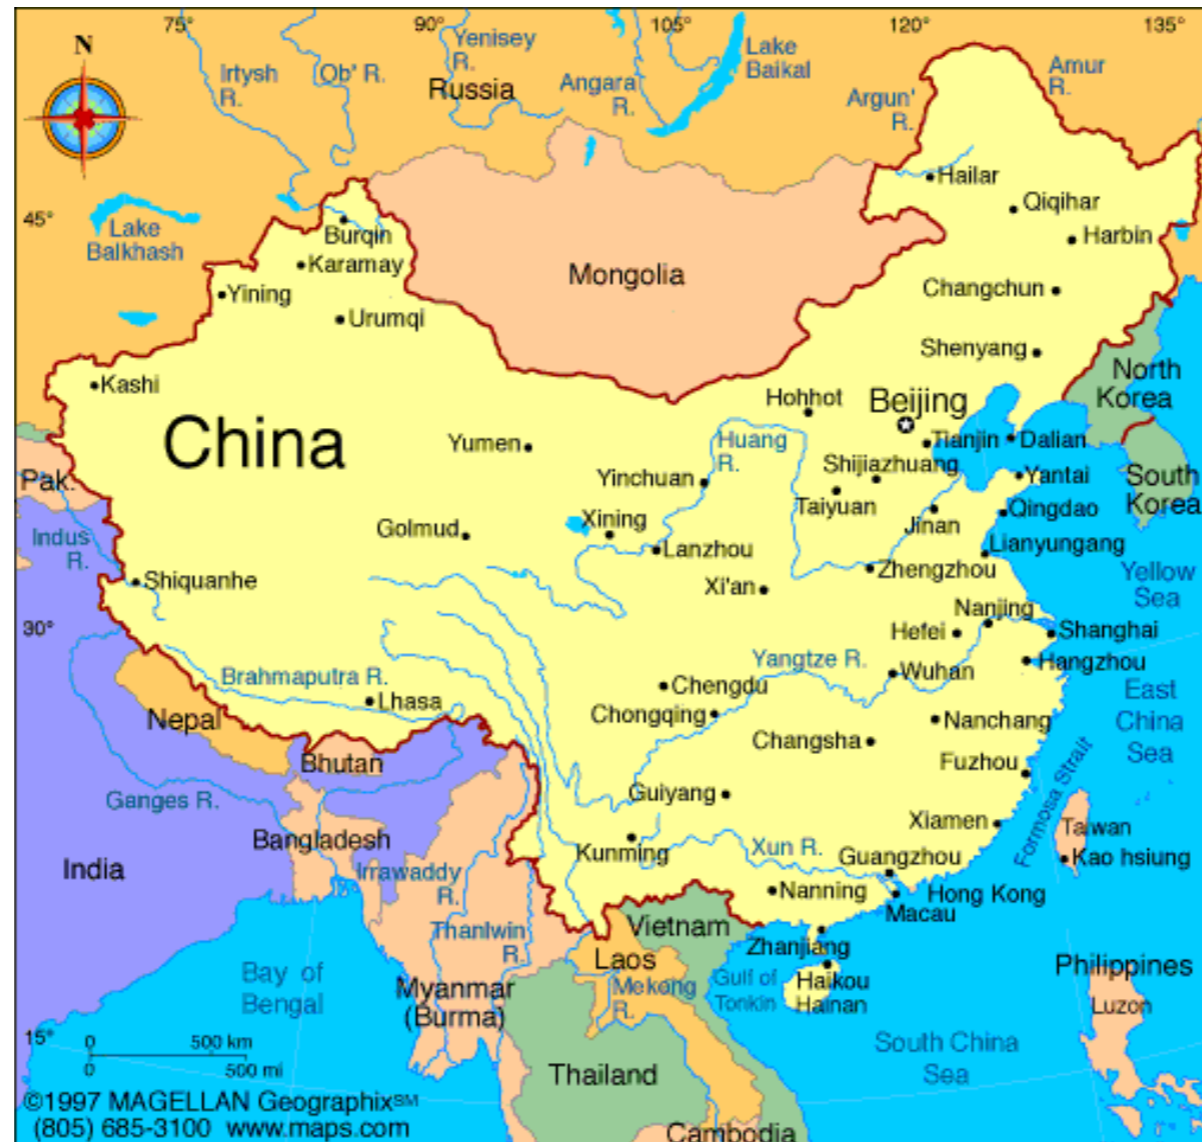 75°
90°
105°
120°
135°
N
Irtysh
R.
Ob' R.
Yenisey
R.
Russia
Angara
R.
Lake
Baikal
Argun'
R.
Amur
R.
45°
Lake
Balkhash
Hailar
Qiqihar
Harbin
Burqin
Karamay
Yining
Urumqi
Mongolia
Changchun
Shenyang
Kashi
China
Yumen
Hohhot
Beijing
North
Korea
Huang
R.
Tianjin
Dalian
Shijiazhuang
Yinchuan
Taiyuan
Yantai
South
Korea
Pak.
Indus
R.
Golmud
Xining
Lanzhou
Jinan
Qingdao
Lianyungang
Shiquanhe
Xi'an
Zhengzhou
Yellow
Sea
30°
Nanjing
Hefei
Shanghai
Brahmaputra R.
Lhasa
Yangtze R.
Wuhan
Hangzhou
Chengdu
Chongqing
Nanchang
East
China
Sea
Nepal
Bhutan
Changsha
Fuzhou
Formosa Strait
Ganges R.
Guiyang
Xiamen
Taiwan
Kao hsiung
Bangladesh
Kunming
Xun R.
Guangzhou
India
Irrawaddy
R.
Nanning
Hong Kong
Macau
Thanlwin
R.
Vietnam
Zhanjiang
Laos
Bay of
Bengal
Myanmar
(Burma)
Mekong
R.
Gulf of
Tonkin
Haikou
Hainan
Philippines
Luzon
15°
0 500 km
0 500 mi
South China
Sea
Thailand
Cambodia
©1997 MAGELLAN Geographix℠
(805) 685-3100 www.maps.com